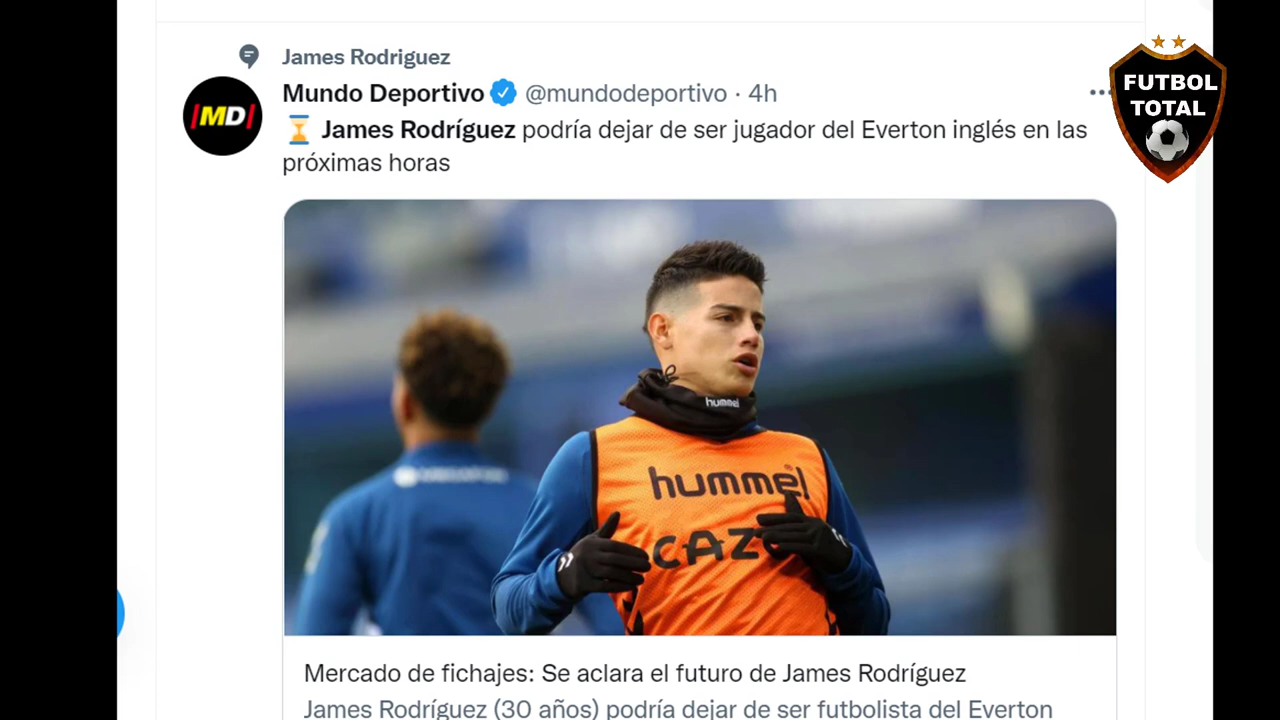 James Rodriguez
Mundo Deportivo @mundodeportivo · 4h
|MD|
⏳ James Rodríguez podría dejar de ser jugador del Everton inglés en las
próximas horas
FUTBOL
TOTAL
hummel
hummel
CAZ
Mercado de fichajes: Se aclara el futuro de James Rodríguez
James Rodríguez (30 años) podría dejar de ser futbolista del Everton